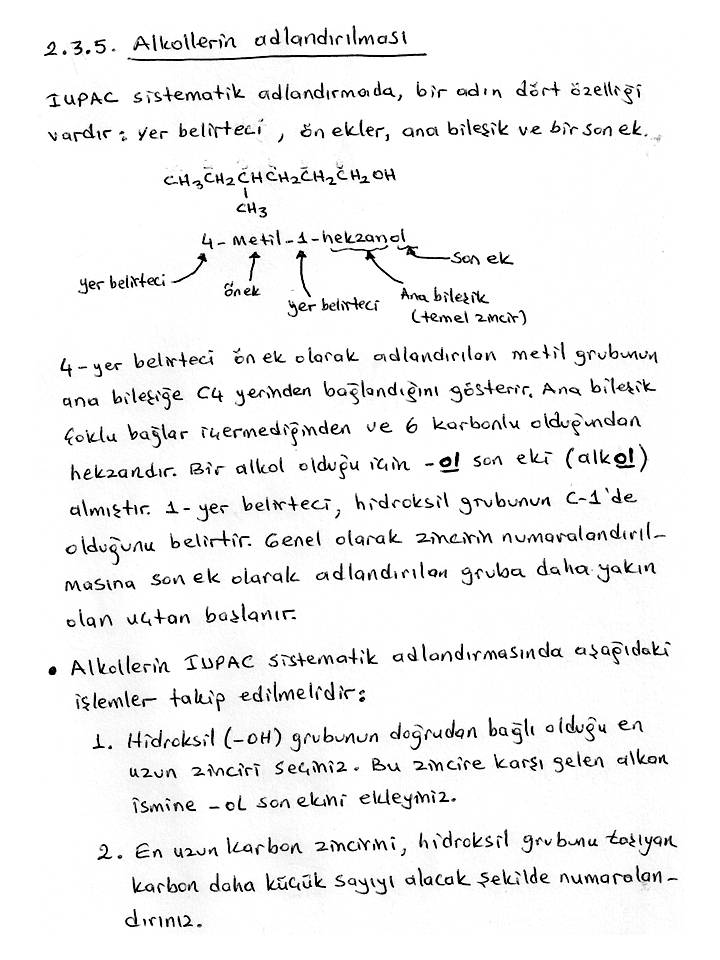 2.3.5. Alkollerin adlandırılması
IUPAC sistematik adlandırmada, bir adın dört özelliği
vardır: yer belirteci, ön ekler, ana bileşik ve bir son ek.
CH3CH2CHCH2CH2CH2OH
CH3
4-metil-1-hekzanol
Son ek
yer belirteci
önek
yer belirteci
Ana bileşik
(temel zincir)
4-yer belirteci ön ek olarak adlandırılan metil grubunun
ana bileşiğe C4 yerinden bağlandığını gösterir. Ana bileşik
çoklu bağlar içermediğinden ve 6 karbonlu olduğundan
hekzandır. Bir alkol olduğu için -ol son eki (alkol)
almıştır. 1-yer belirteci, hidroksil grubunun C-1'de
olduğunu belirtir. Genel olarak zincirin numaralandırıl-
masına son ek olarak adlandırılan gruba daha yakın
olan uçtan başlanır.
• Alkollerin IUPAC sistematik adlandırmasında aşağıdaki
işlemler takip edilmelidir:
1. Hidroksil (-OH) grubunun doğrudan bağlı olduğu en
uzun zinciri seçiniz. Bu zincire karşı gelen alkan
ismine -ol son ekini ekleyiniz.
2. En uzun karbon zincirini, hidroksil grubunu taşıyan
karbon daha küçük sayıyı alacak şekilde numaralan-
dırınız.